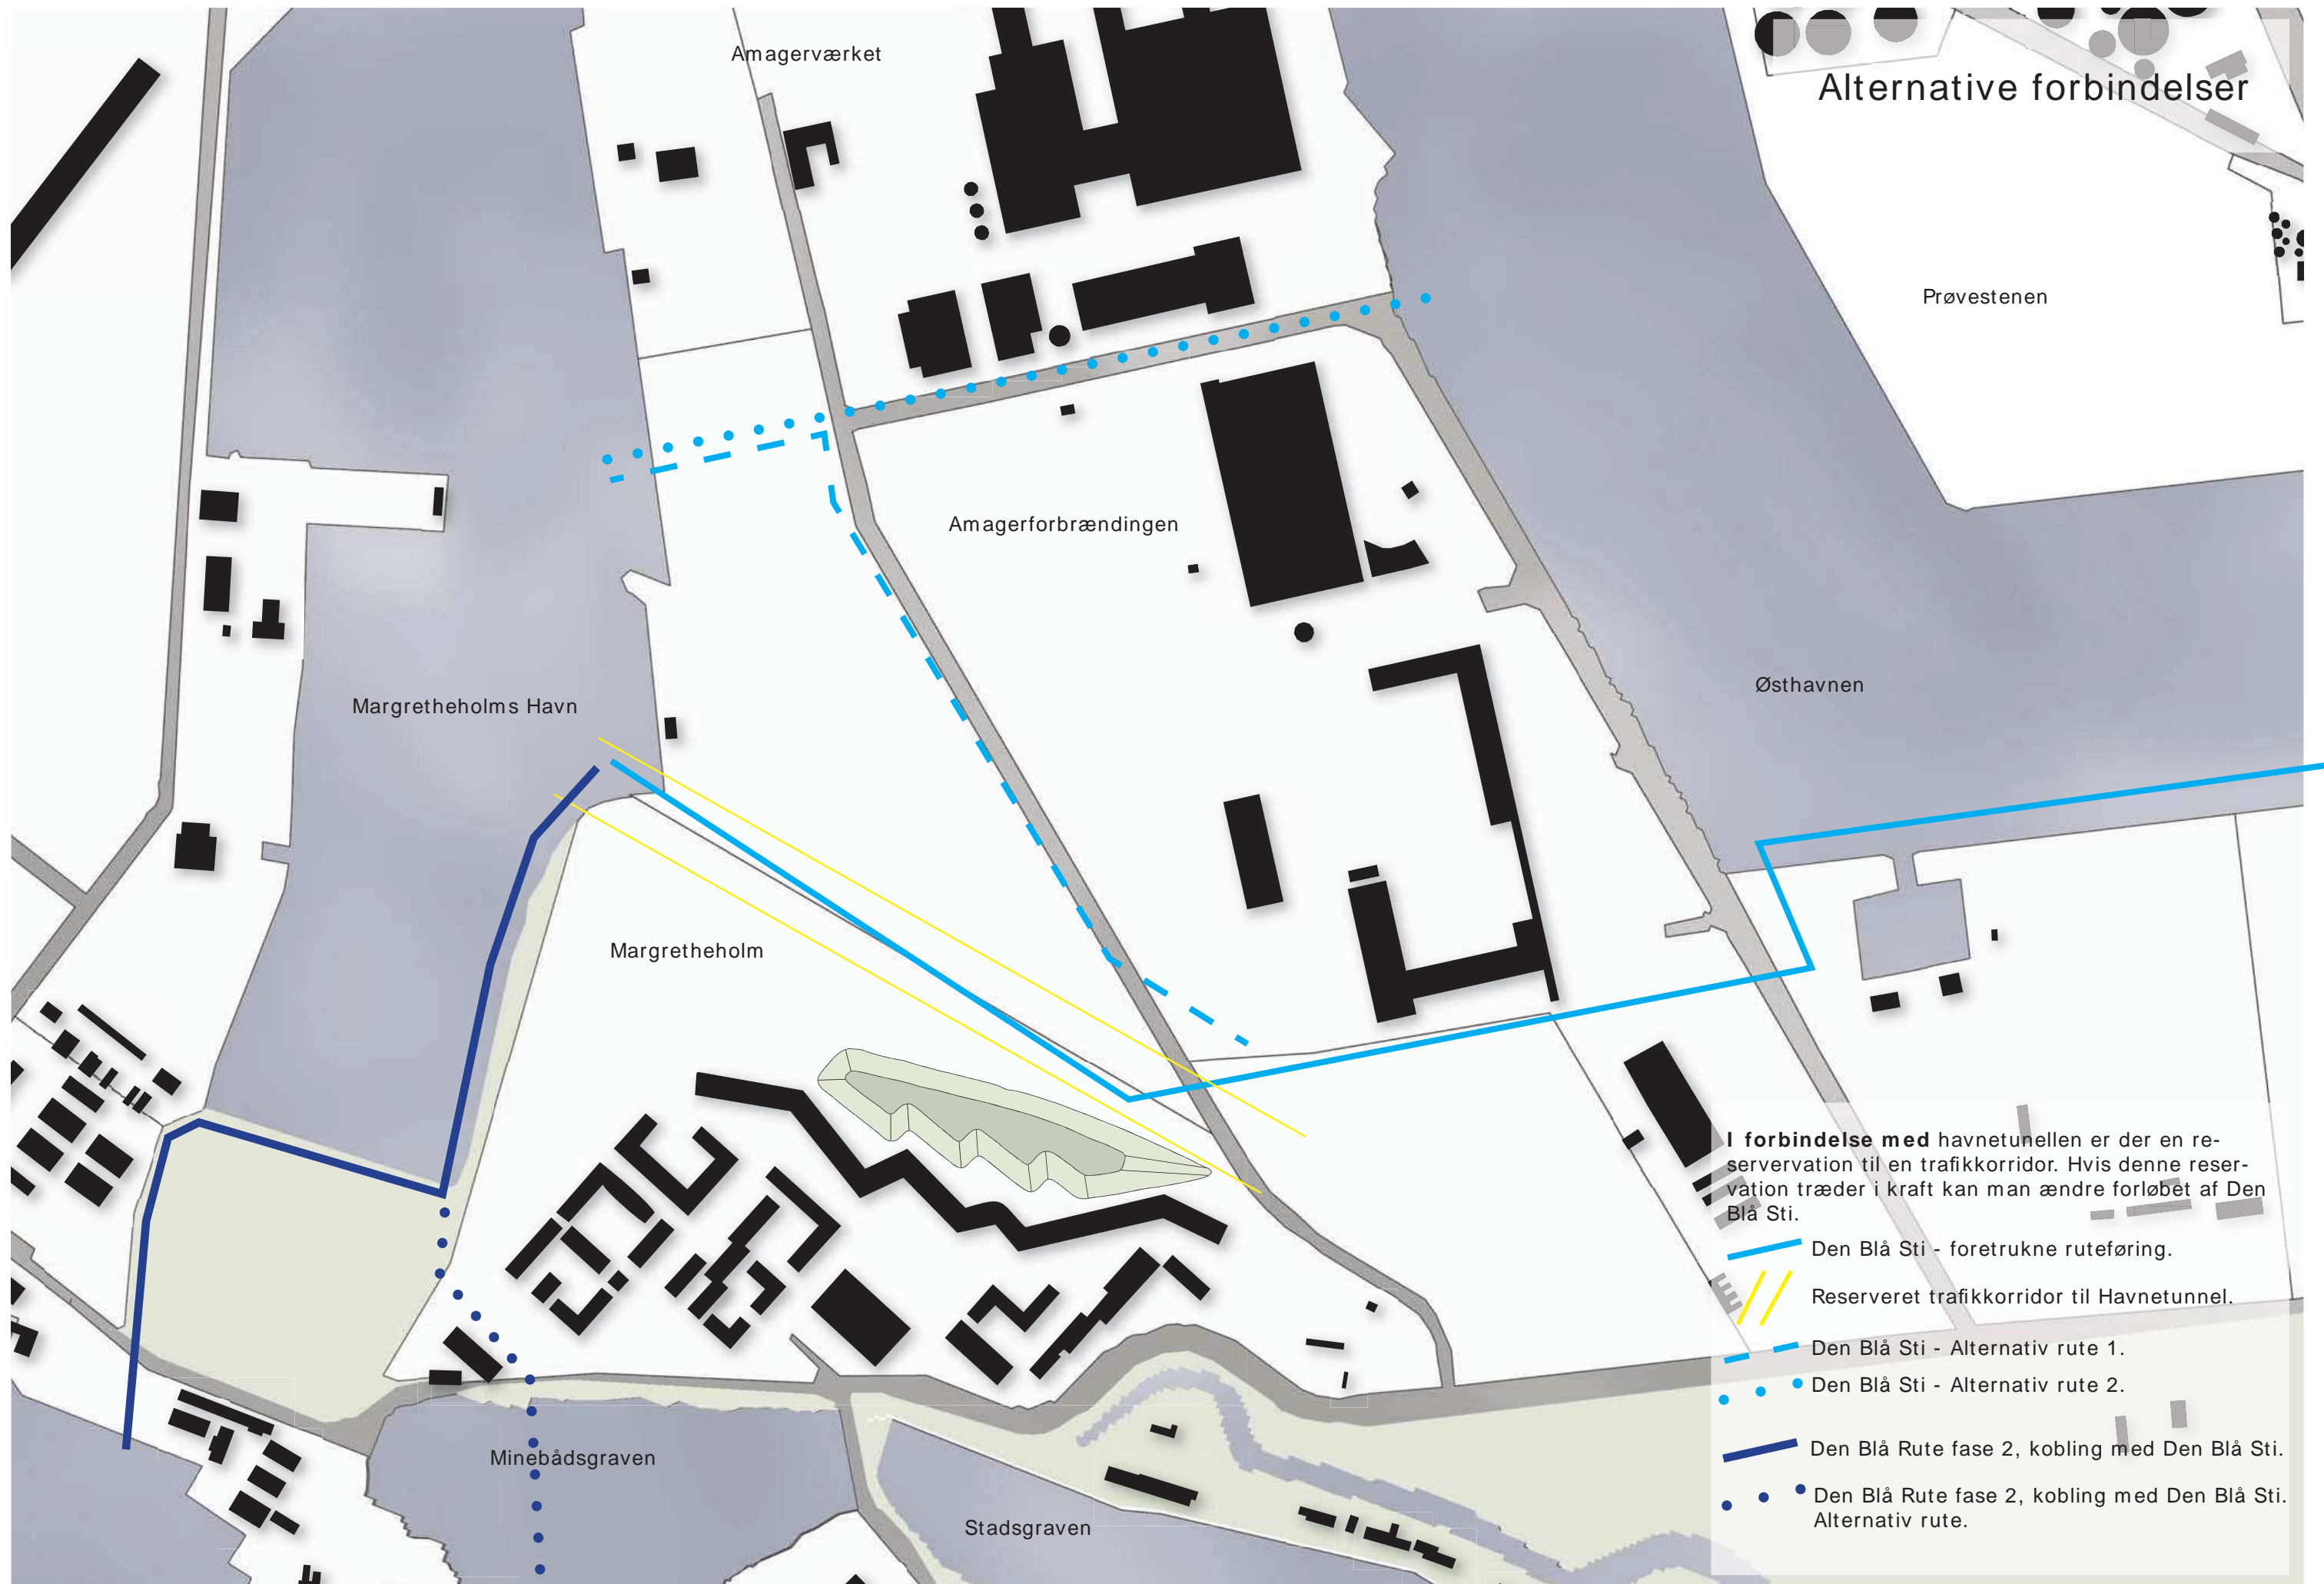 Amagerværket
Alternative forbindelser
Prøvestenen
Amagerforbrændingen
Østhavnen
Margretheholms Havn
Margretheholm
I forbindelse med havnetunellen er der en re-
servervation til en trafikkorridor. Hvis denne reser-
vation træder i kraft kan man ændre forløbet af Den
Blå Sti.
Den Blå Sti - foretrukne ruteføring.
Reserveret trafikkorridor til Havnetunnel.
Den Blå Sti - Alternativ rute 1.
Den Blå Sti - Alternativ rute 2.
Den Blå Rute fase 2, kobling med Den Blå Sti.
Den Blå Rute fase 2, kobling med Den Blå Sti.
Alternativ rute.
Minebådsgraven
Stadsgraven